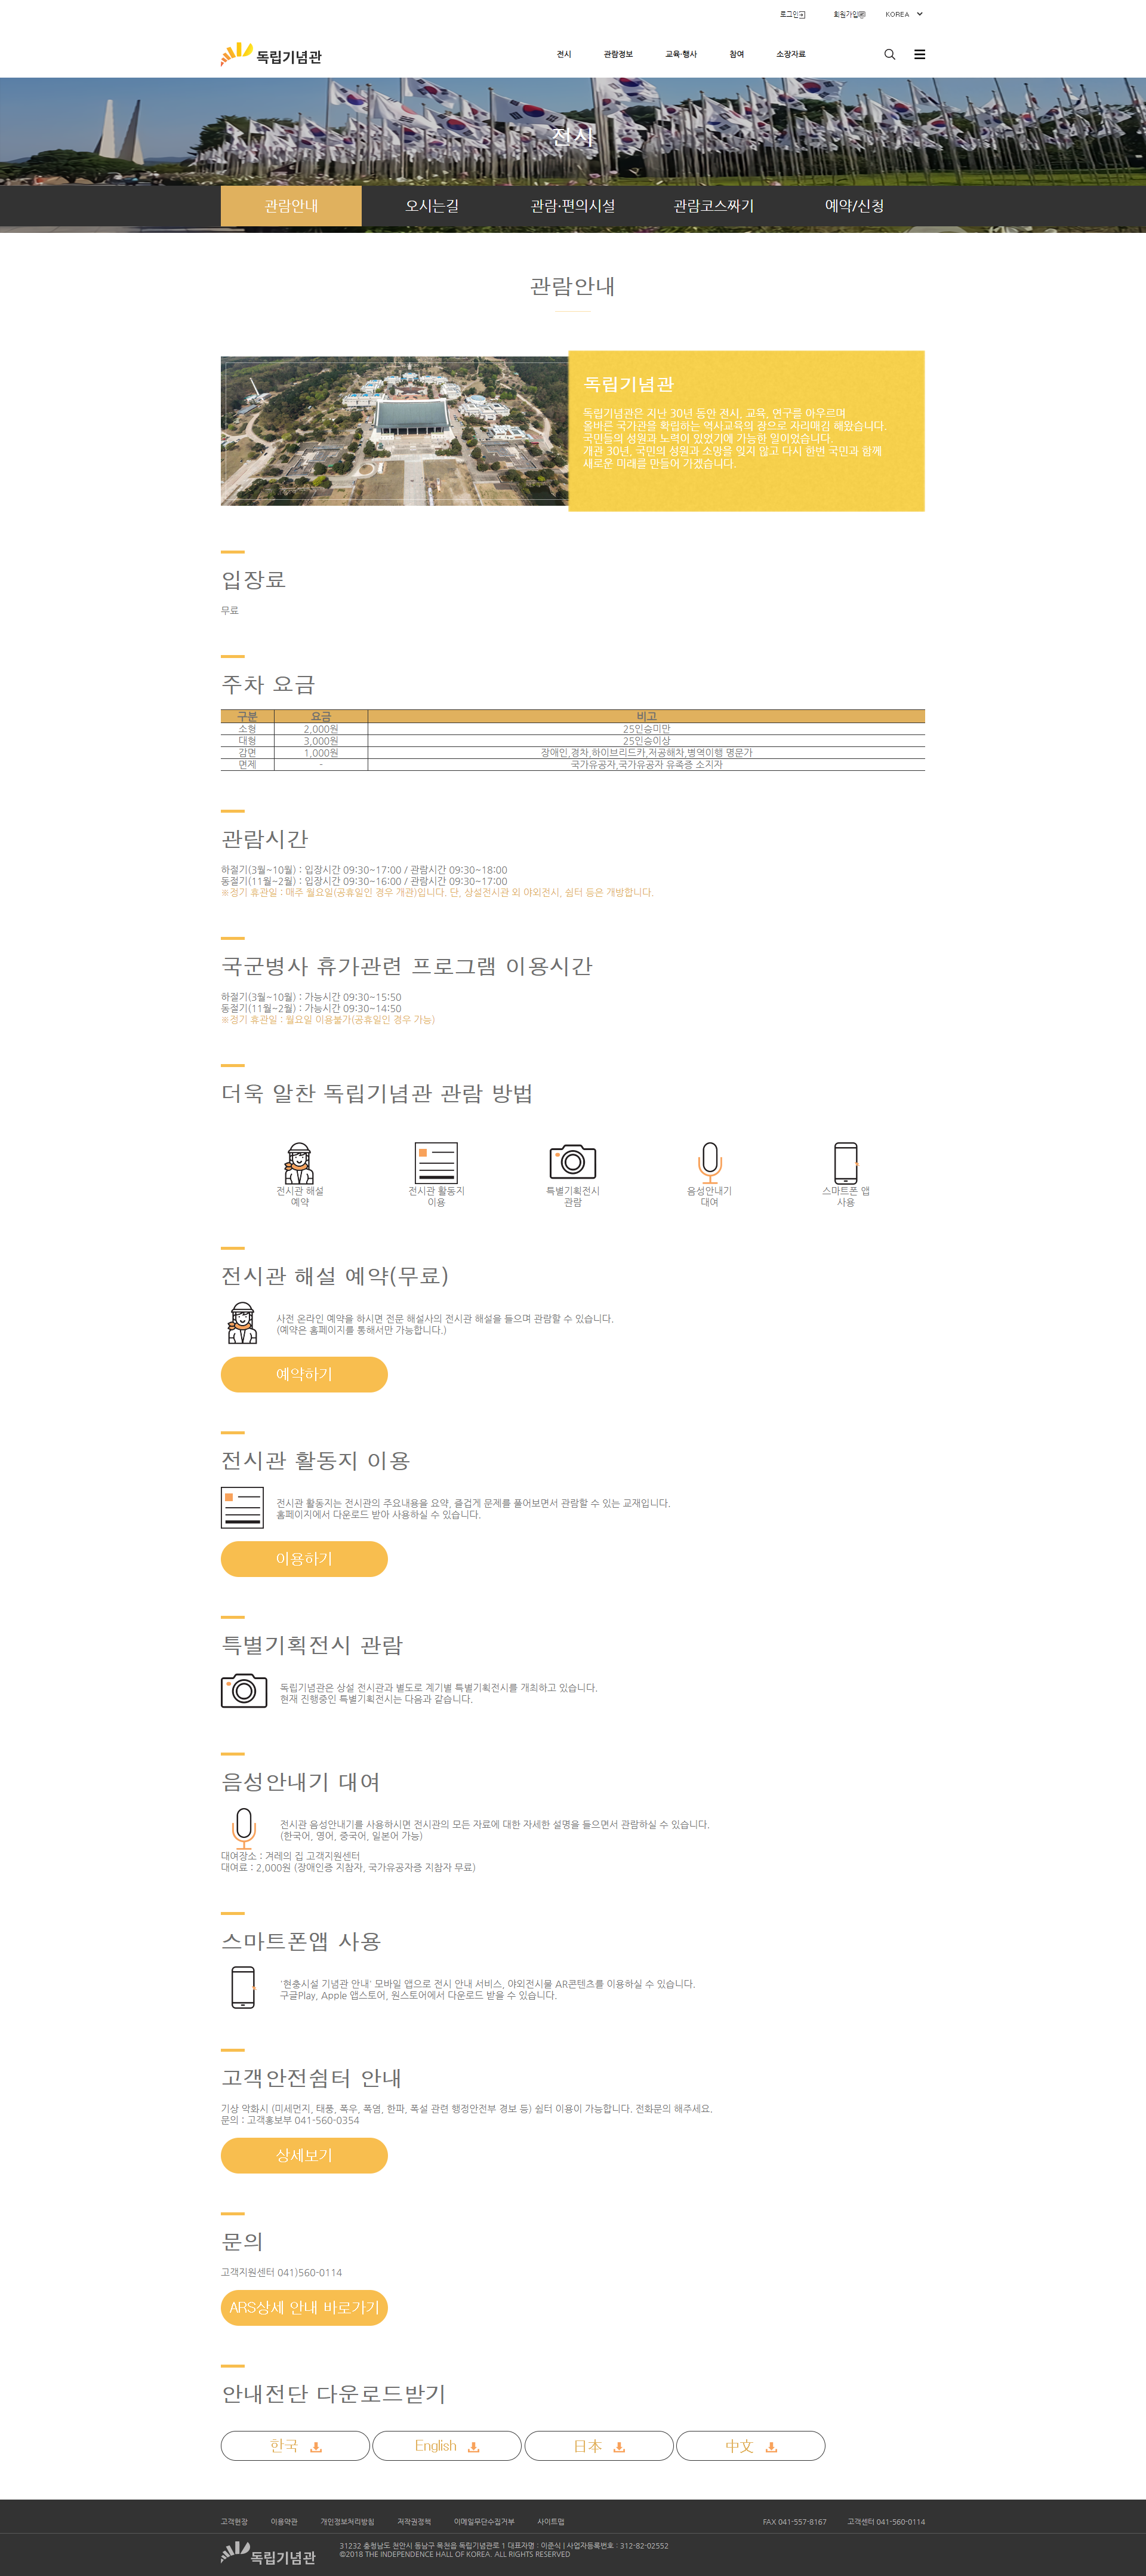 로그인
회원가입
KOREA
독립기념관
전시
관람정보
교육·행사
참여
소장자료
전시
관람안내
오시는길
관람·편의시설
관람코스짜기
예약/신청
관람안내
독립기념관
독립기념관은 지난 30년 동안 전시, 교육, 연구를 아우르며
올바른 국가관을 확립하는 역사교육의 장으로 자리매김 해왔습니다.
국민들의 성원과 노력이 있었기에 가능한 일이었습니다.
개관 30년, 국민의 성원과 소망을 잊지 않고 다시 한번 국민과 함께
새로운 미래를 만들어 가겠습니다.
입장료
무료
주차 요금
구분 요금 비고
소형 2,000원 25인승미만
대형 3,000원 25인승이상
감면 1,000원 장애인,경차,하이브리드카,저공해차,병역이행 명문가
면제 - 국가유공자,국가유공자 유족증 소지자
관람시간
하절기(3월~10월) : 입장시간 09:30~17:00 / 관람시간 09:30~18:00
동절기(11월~2월) : 입장시간 09:30~16:00 / 관람시간 09:30~17:00
※정기 휴관일 : 매주 월요일(공휴일인 경우 개관)입니다. 단, 상설전시관 외 야외전시, 쉼터 등은 개방합니다.
국군병사 휴가관련 프로그램 이용시간
하절기(3월~10월) : 가능시간 09:30~15:50
동절기(11월~2월) : 가능시간 09:30~14:50
※정기 휴관일 : 월요일 이용불가(공휴일인 경우 가능)
더욱 알찬 독립기념관 관람 방법
전시관 해설
예약
전시관 활동지
이용
특별기획전시
관람
음성안내기
대여
스마트폰 앱
사용
전시관 해설 예약(무료)
사전 온라인 예약을 하시면 전문 해설사의 전시관 해설을 들으며 관람할 수 있습니다.
(예약은 홈페이지를 통해서만 가능합니다.)
예약하기
전시관 활동지 이용
전시관 활동지는 전시관의 주요내용을 요약, 즐겁게 문제를 풀어보면서 관람할 수 있는 교재입니다.
홈페이지에서 다운로드 받아 사용하실 수 있습니다.
이용하기
특별기획전시 관람
독립기념관은 상설 전시관과 별도로 계기별 특별기획전시를 개최하고 있습니다.
현재 진행중인 특별기획전시는 다음과 같습니다.
음성안내기 대여
전시관 음성안내기를 사용하시면 전시관의 모든 자료에 대한 자세한 설명을 들으면서 관람하실 수 있습니다.
(한국어, 영어, 중국어, 일본어 가능)
대여장소 : 겨레의 집 고객지원센터
대여료 : 2,000원 (장애인증 지참자, 국가유공자증 지참자 무료)
스마트폰앱 사용
'현충시설 기념관 안내' 모바일 앱으로 전시 안내 서비스, 야외전시물 AR콘텐츠를 이용하실 수 있습니다.
구글Play, Apple 앱스토어, 원스토어에서 다운로드 받을 수 있습니다.
고객안전쉼터 안내
기상 악화시 (미세먼지, 태풍, 폭우, 폭염, 한파, 폭설 관련 행정안전부 경보 등) 쉼터 이용이 가능합니다. 전화문의 해주세요.
문의 : 고객홍보부 041-560-0354
상세보기
문의
고객지원센터 041)560-0114
ARS상세 안내 바로가기
안내전단 다운로드받기
한국
English
日本
中文
고객헌장
이용약관
개인정보처리방침
저작권정책
이메일무단수집거부
사이트맵
FAX 041-557-8167
고객센터 041-560-0114
독립기념관
31232 충청남도 천안시 동남구 목천읍 독립기념관로 1 대표자명 : 이준식 | 사업자등록번호 : 312-82-02552
©2018 THE INDEPENDENCE HALL OF KOREA. ALL RIGHTS RESERVED